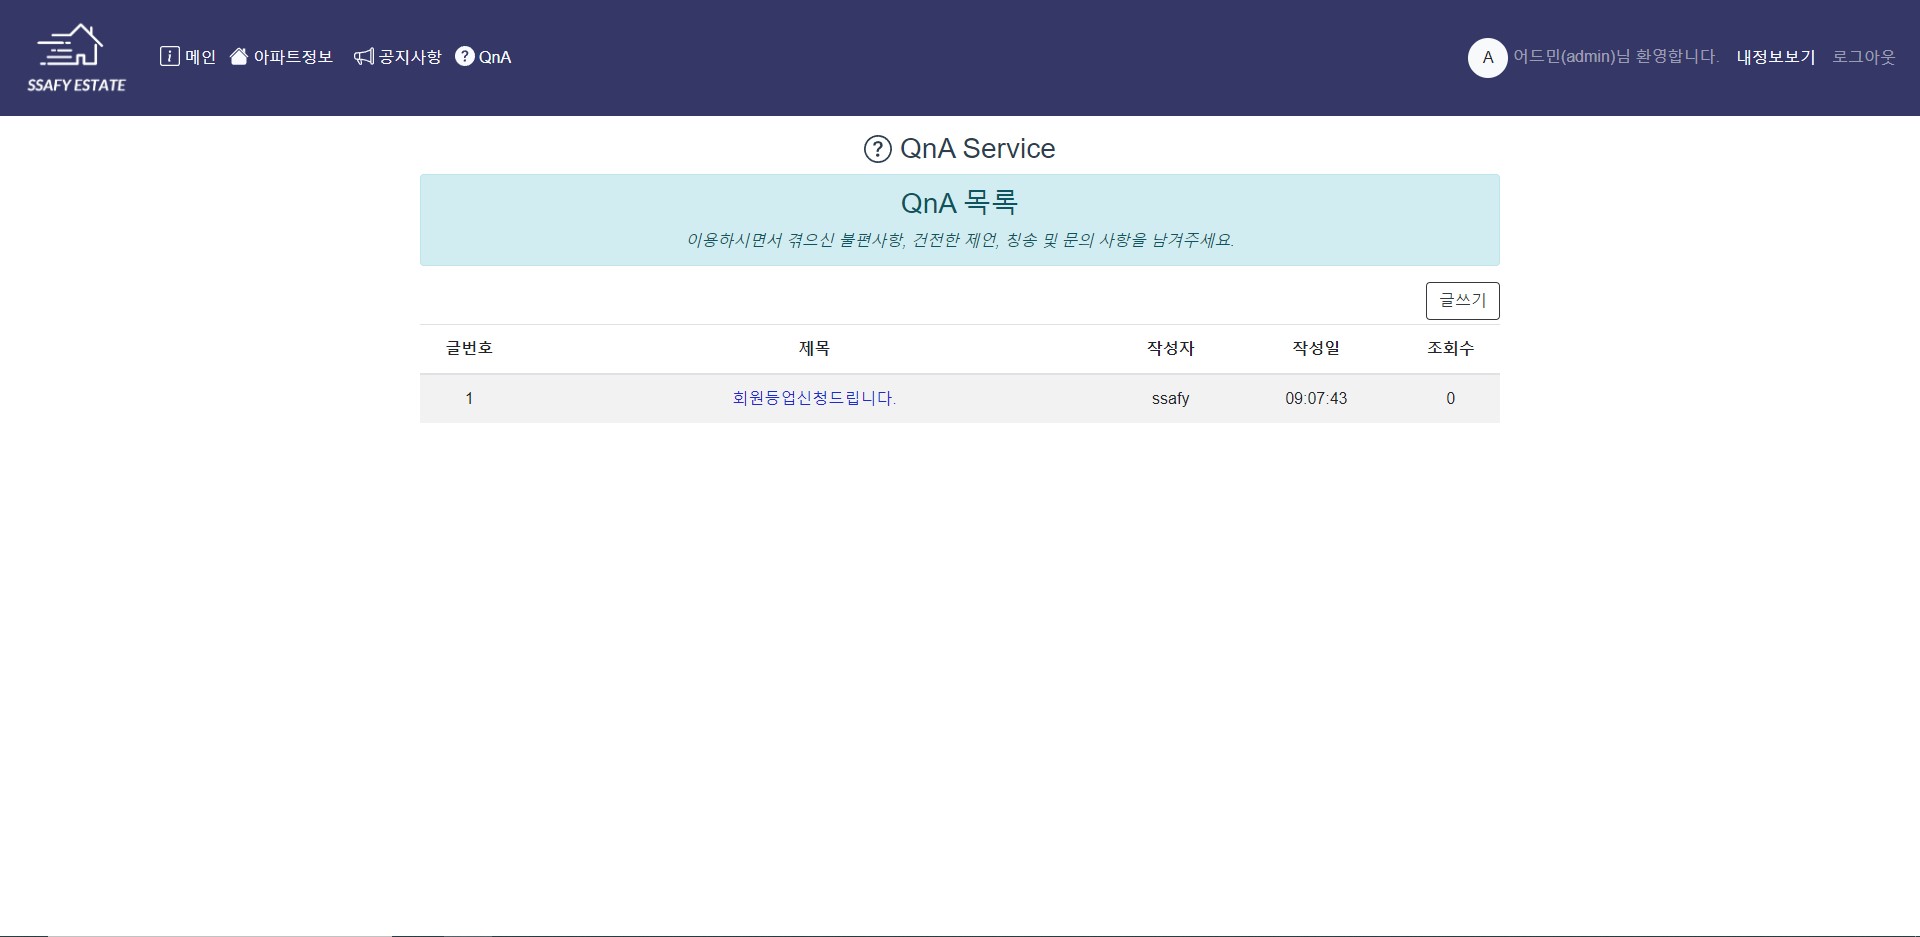 SSAFY ESTATE
메인 아파트정보 공지사항 QnA
A 어드민(admin)님 환영합니다. 내정보보기 로그아웃
QnA Service
QnA 목록
이용하시면서 겪으신 불편사항, 건전한 제언, 칭송 및 문의 사항을 남겨주세요.
글쓰기
글번호 제목 작성자 작성일 조회수
1 회원등업신청드립니다. ssafy 09:07:43 0